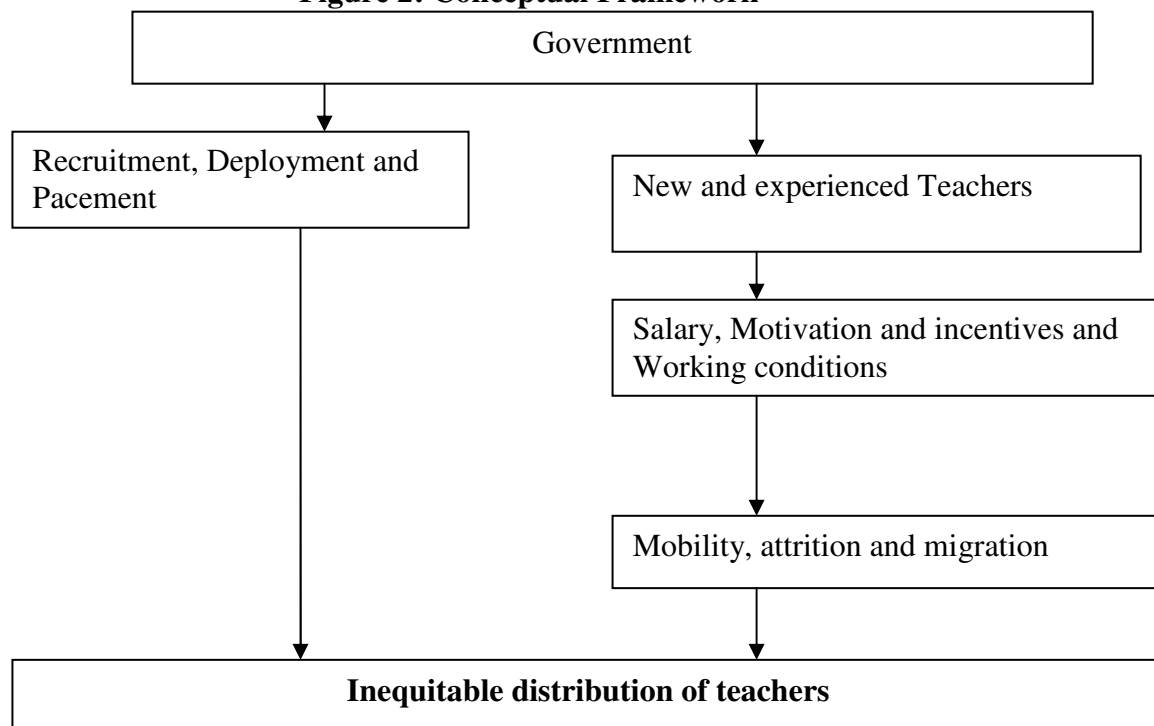 Figure 2: Conceptual Framework
Government
Recruitment, Deployment and
Pacement
New and experienced Teachers
Salary, Motivation and incentives and
Working conditions
Mobility, attrition and migration
Inequitable distribution of teachers